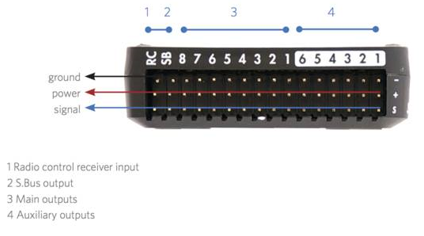 1 2 3 4
RC SB 8 7 6 5 4 3 2 1 6 5 4 3 2 1
ground -
power +
signal S
1 Radio control receiver input
2 S.Bus output
3 Main outputs
4 Auxiliary outputs